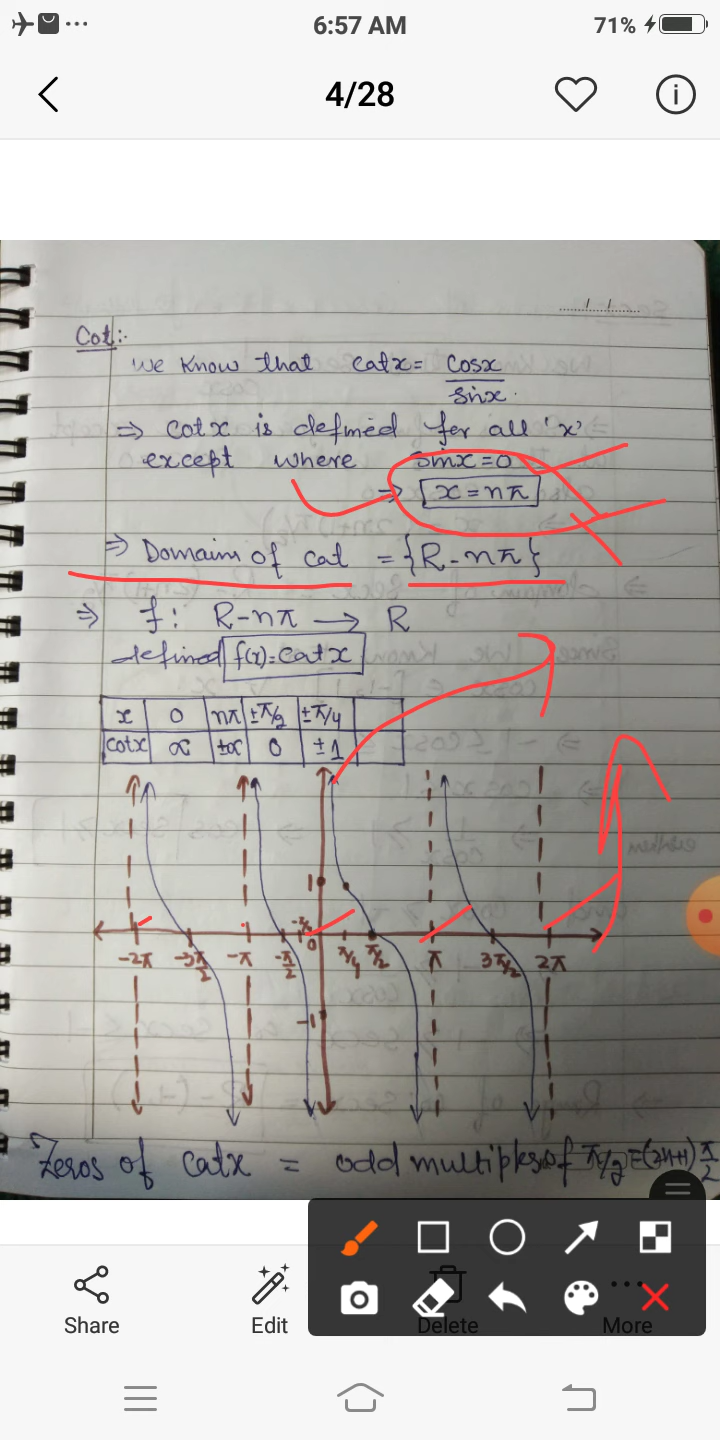 6:57 AM
71%
4/28
Cot:-
we know that cotx = cosx
sinx.
⇒ cotx is defined for all 'x'
except where sinx=0
⇒ x = nπ
⇒ Domain of cot = {R-nπ}
⇒ f: R-nπ → R
defined f(x)=cotx
x 0 nπ ±π/2 ±π/4
cotx ∝ ±∝ 0 ±1
1
-2π -3π/2 -π -π/2 0 π/4 π/2 π 3π/2 2π
-1
Zeros of cotx = odd multiples of π/2 = (2n+1) π/2
Share Edit Delete More